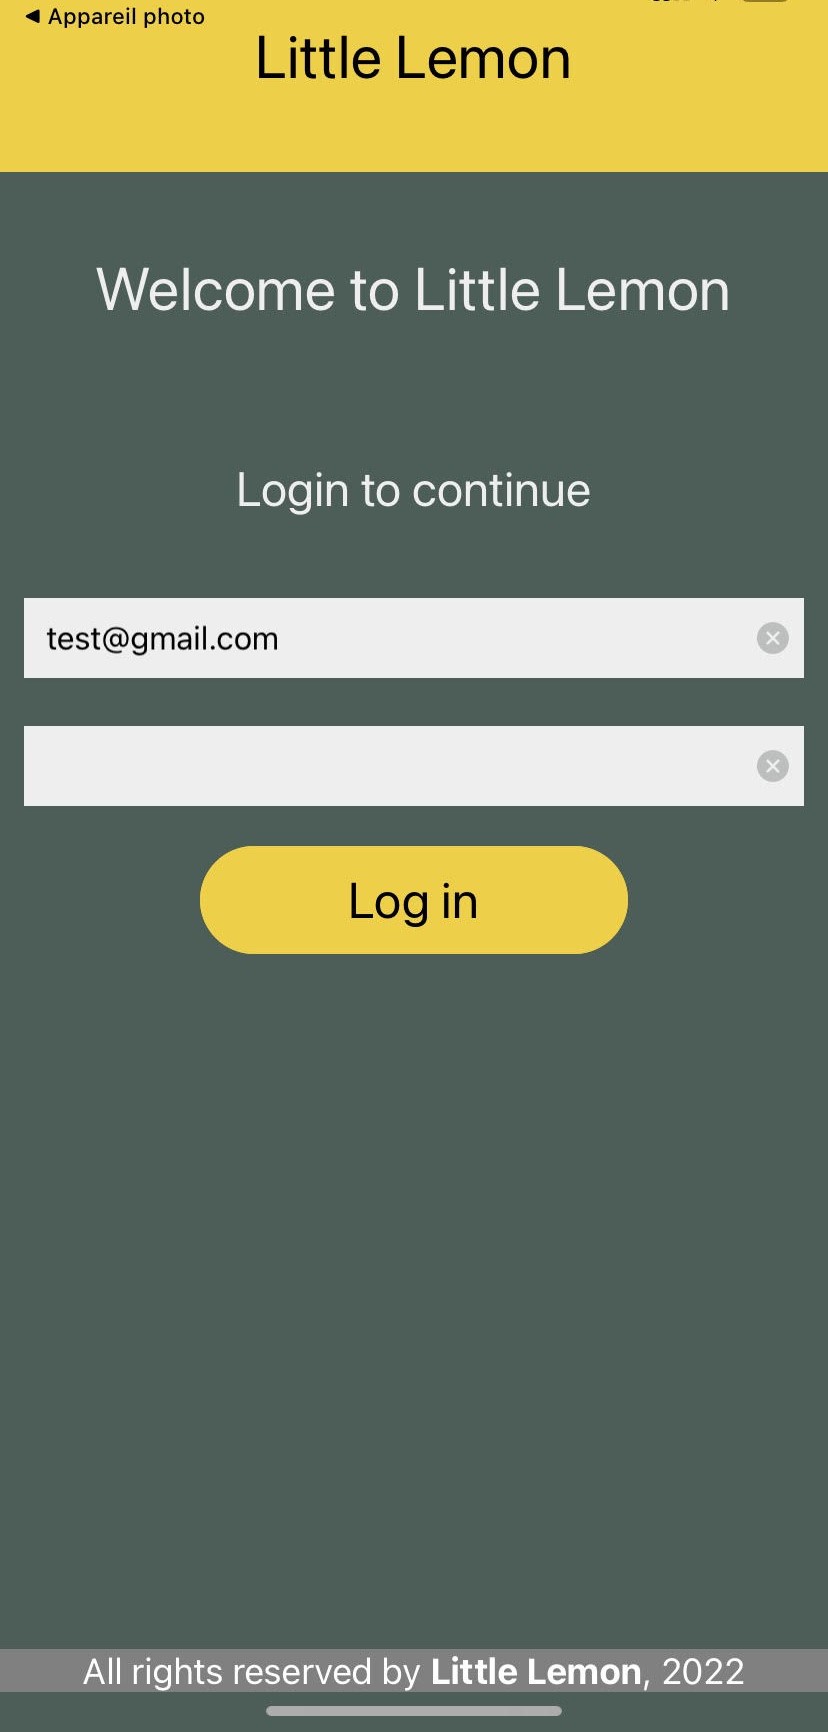 ◀ Appareil photo
Little Lemon
Welcome to Little Lemon
Login to continue
test@gmail.com
Log in
All rights reserved by Little Lemon, 2022